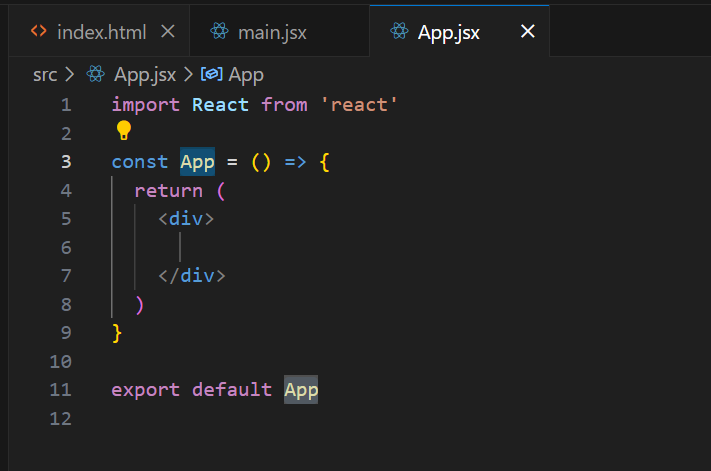 index.html
main.jsx
App.jsx
src > App.jsx > App
1 import React from 'react'
2
3 const App = () => {
4   return (
5     <div>
6
7     </div>
8   )
9 }
10
11 export default App
12